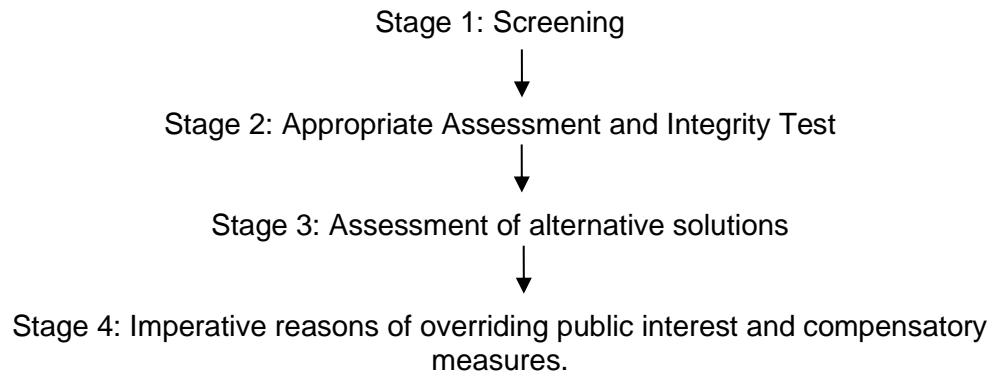 Stage 1: Screening
Stage 2: Appropriate Assessment and Integrity Test
Stage 3: Assessment of alternative solutions
Stage 4: Imperative reasons of overriding public interest and compensatory
measures.